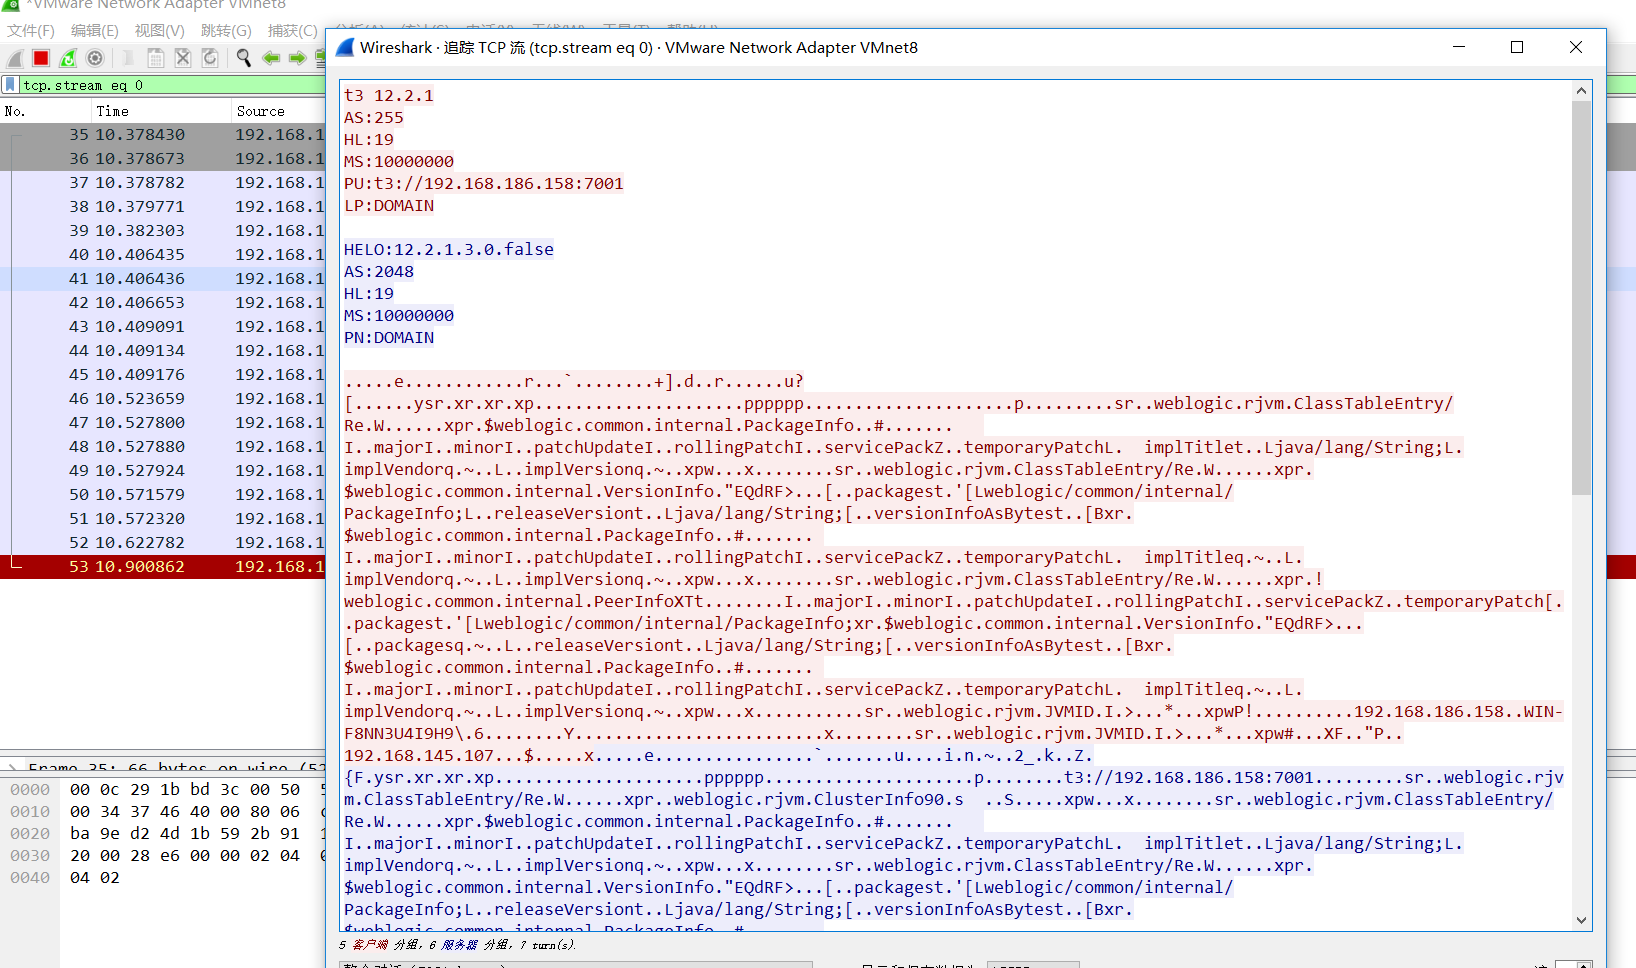 *VMware Network Adapter VMnet8
文件(F) 编辑(E) 视图(V) 跳转(G) 捕获(C)
tcp.stream eq 0
No. Time Source
35 10.378430 192.168.1
36 10.378673 192.168.1
37 10.378782 192.168.1
38 10.379771 192.168.1
39 10.382303 192.168.1
40 10.406435 192.168.1
41 10.406436 192.168.1
42 10.406653 192.168.1
43 10.409091 192.168.1
44 10.409134 192.168.1
45 10.409176 192.168.1
46 10.523659 192.168.1
47 10.527800 192.168.1
48 10.527880 192.168.1
49 10.527924 192.168.1
50 10.571579 192.168.1
51 10.572320 192.168.1
52 10.622782 192.168.1
53 10.900862 192.168.1
Frame 35: 66 bytes on wire (52
0000 00 0c 29 1b bd 3c 00 50
0010 00 34 37 46 40 00 80 06
0020 ba 9e d2 4d 1b 59 2b 91
0030 20 00 28 e6 00 00 02 04
0040 04 02
Wireshark · 追踪 TCP 流 (tcp.stream eq 0) · VMware Network Adapter VMnet8
t3 12.2.1
AS:255
HL:19
MS:10000000
PU:t3://192.168.186.158:7001
LP:DOMAIN
HELO:12.2.1.3.0.false
AS:2048
HL:19
MS:10000000
PN:DOMAIN
.....e............r...`........+].d..r......u?
[......ysr.xr.xr.xp.....................pppppp.....................p.........sr..weblogic.rjvm.ClassTableEntry/
Re.W......xpr.$weblogic.common.internal.PackageInfo..#.......
I..majorI..minorI..patchUpdateI..rollingPatchI..servicePackZ..temporaryPatchL.  implTitlet..Ljava/lang/String;L.
implVendorq.~..L..implVersionq.~..xpw...x........sr..weblogic.rjvm.ClassTableEntry/Re.W......xpr.
$weblogic.common.internal.VersionInfo."EQdRF>...[..packagest.'[Lweblogic/common/internal/
PackageInfo;L..releaseVersiont..Ljava/lang/String;[..versionInfoAsBytest..[Bxr.
$weblogic.common.internal.PackageInfo..#.......
I..majorI..minorI..patchUpdateI..rollingPatchI..servicePackZ..temporaryPatchL.  implTitleq.~..L.
implVendorq.~..L..implVersionq.~..xpw...x........sr..weblogic.rjvm.ClassTableEntry/Re.W......xpr.!
weblogic.common.internal.PeerInfoXTt........I..majorI..minorI..patchUpdateI..rollingPatchI..servicePackZ..temporaryPatch[.
.packagest.'[Lweblogic/common/internal/PackageInfo;xr.$weblogic.common.internal.VersionInfo."EQdRF>...
[..packagesq.~..L..releaseVersiont..Ljava/lang/String;[..versionInfoAsBytest..[Bxr.
$weblogic.common.internal.PackageInfo..#.......
I..majorI..minorI..patchUpdateI..rollingPatchI..servicePackZ..temporaryPatchL.  implTitleq.~..L.
implVendorq.~..L..implVersionq.~..xpw...x...........sr..weblogic.rjvm.JVMID.I.>...*...xpwP!..........192.168.186.158..WIN-
F8NN3U4I9H9\.6........Y.........................x........sr..weblogic.rjvm.JVMID.I.>...*...xpw#...XF.."P..
192.168.145.107...$.....x.....e................`.......u....i.n.~..2_.k..Z.
{F.ysr.xr.xr.xp.....................pppppp.....................p........t3://192.168.186.158:7001.........sr..weblogic.rjv
m.ClassTableEntry/Re.W......xpr..weblogic.rjvm.ClusterInfo90.s  ..S.....xpw...x........sr..weblogic.rjvm.ClassTableEntry/
Re.W......xpr.$weblogic.common.internal.PackageInfo..#.......
I..majorI..minorI..patchUpdateI..rollingPatchI..servicePackZ..temporaryPatchL.  implTitlet..Ljava/lang/String;L.
implVendorq.~..L..implVersionq.~..xpw...x........sr..weblogic.rjvm.ClassTableEntry/Re.W......xpr.
$weblogic.common.internal.VersionInfo."EQdRF>...[..packagest.'[Lweblogic/common/internal/
PackageInfo;L..releaseVersiont..Ljava/lang/String;[..versionInfoAsBytest..[Bxr.
$weblogic.common.internal.PackageInfo..#
5 客户端 分组, 6 服务器 分组, 7 turn(s).